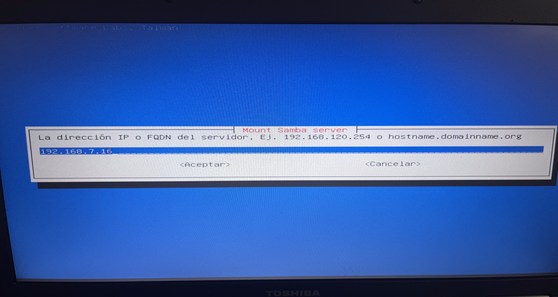 Taiwan
Mount Samba server
La dirección IP o FQDN del servidor, Ej. 192.168.120.254 o hostname.domainname.org
192.168.7.16
<Aceptar> <Cancelar>
TOSHIBA